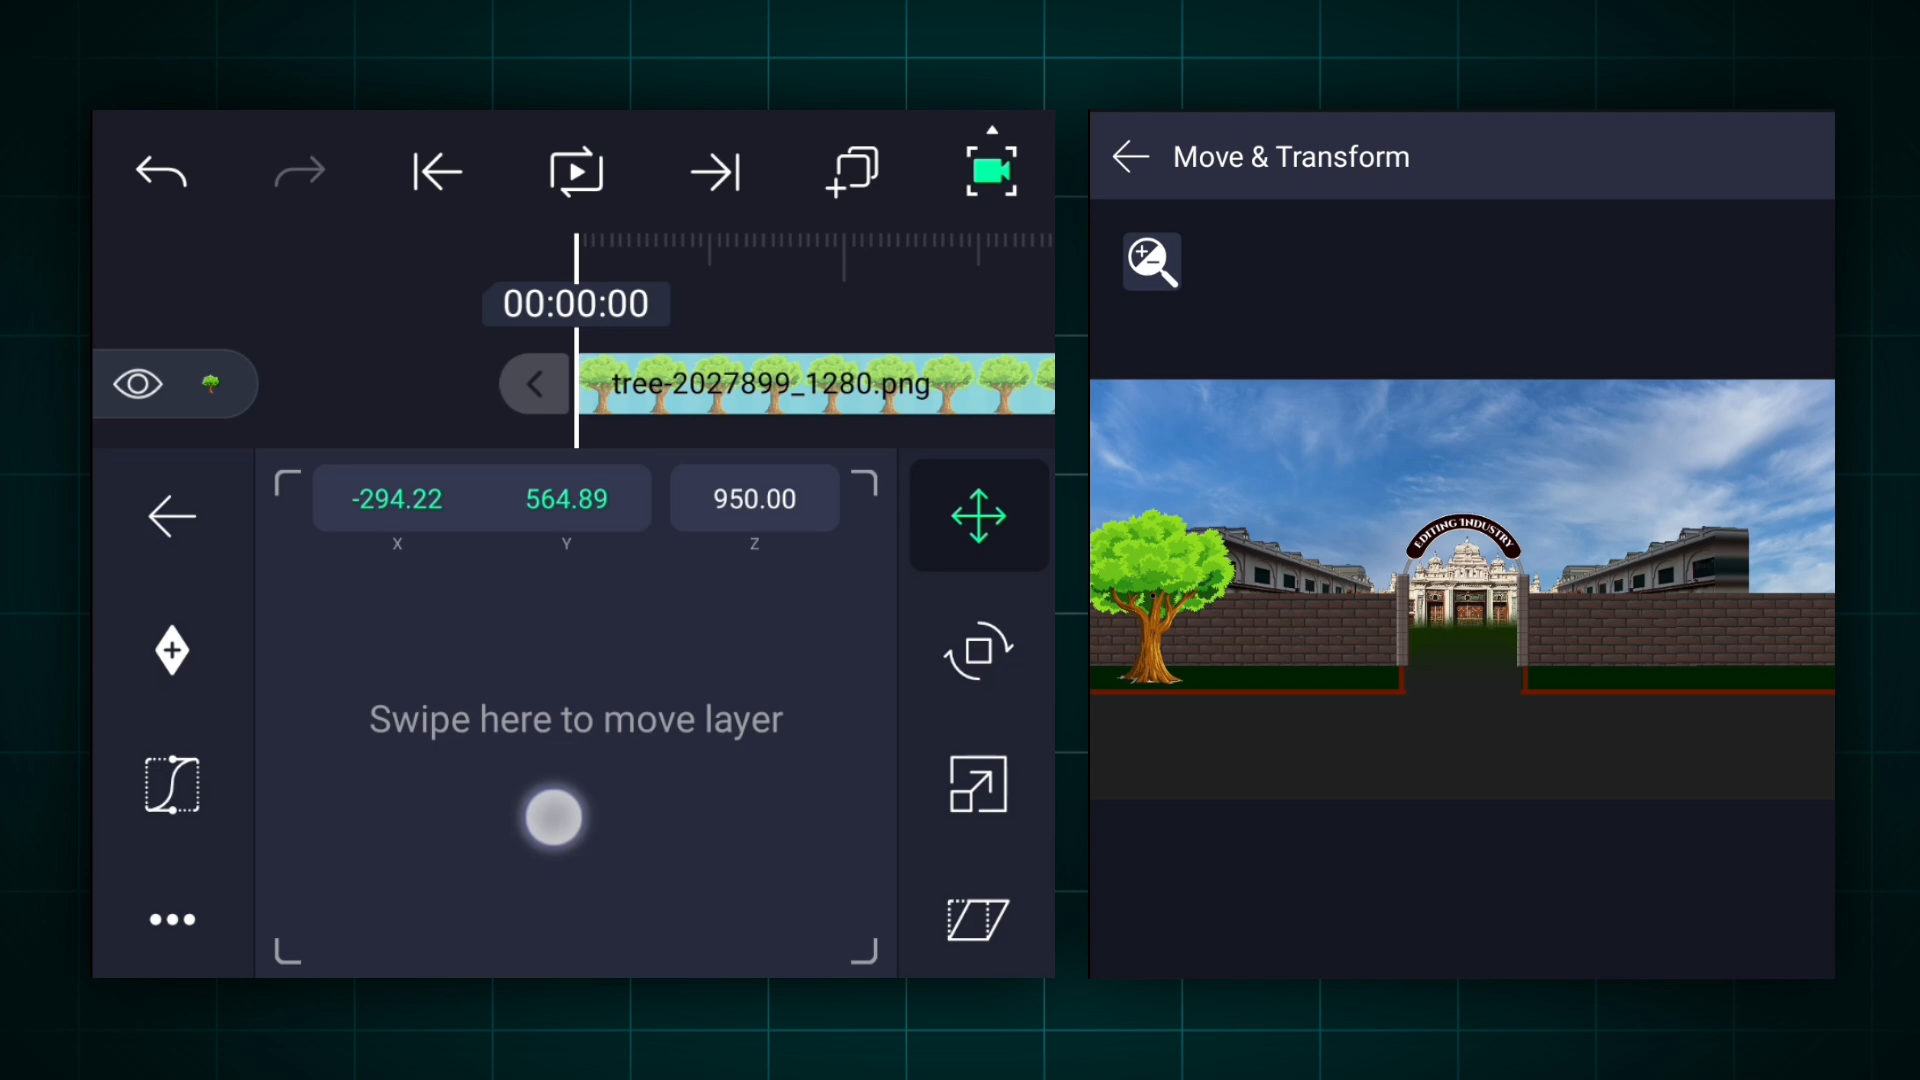 00:00:00
tree-2027899_1280.png
-294.22 564.89 950.00
X Y Z
Swipe here to move layer
Move & Transform
EDITING INDUSTRY